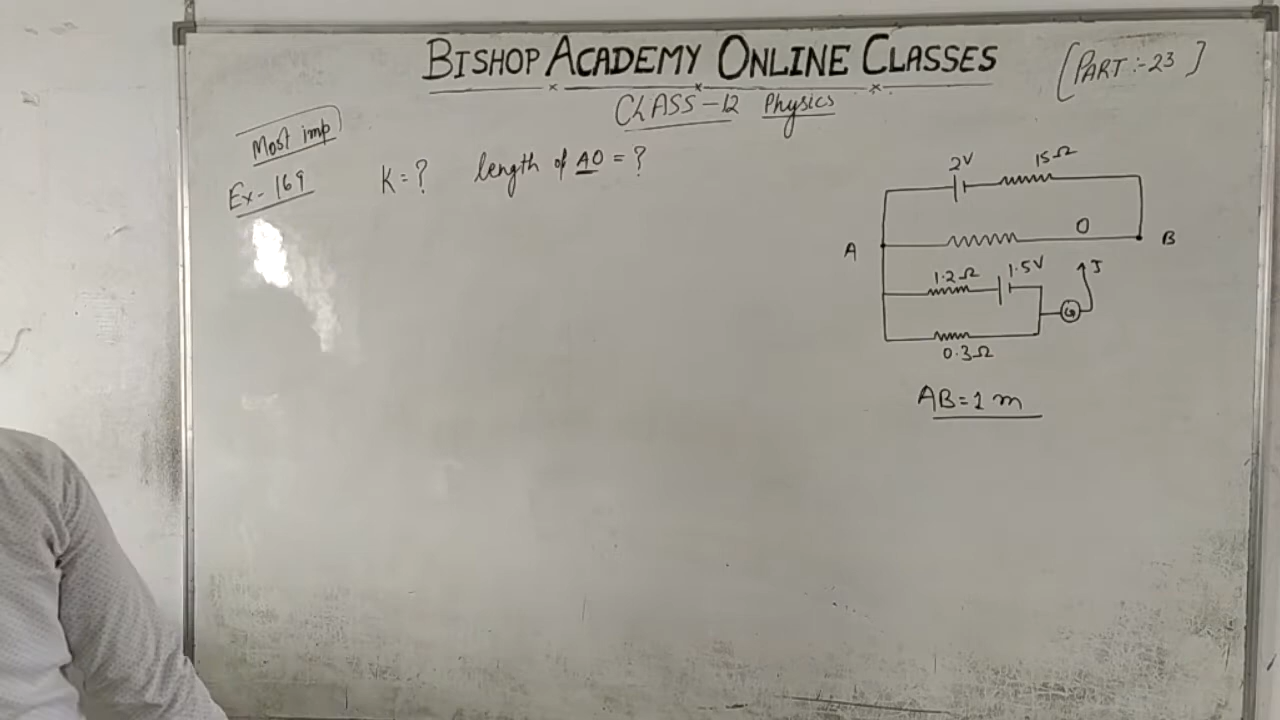 BISHOP ACADEMY ONLINE CLASSES
[PART:-23]
CLASS-12 Physics
Most imp
Ex-169
K=? length of AO = ?
2V 15Ω
A O B
1.2Ω 1.5V J
G
0.3Ω
AB=1 m